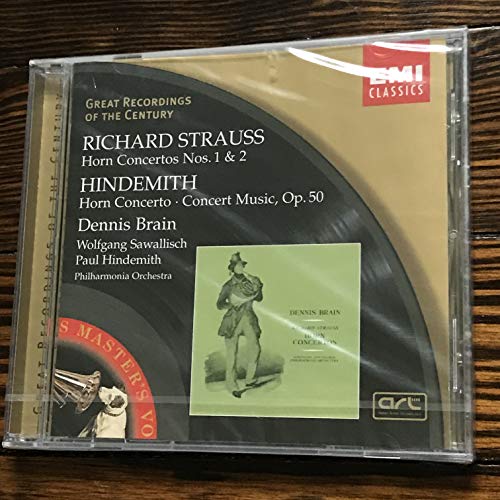 EMI
CLASSICS
GREAT RECORDINGS
OF THE CENTURY
RICHARD STRAUSS
Horn Concertos Nos. 1 & 2
HINDEMITH
Horn Concerto · Concert Music, Op. 50
Dennis Brain
Wolfgang Sawallisch
Paul Hindemith
Philharmonia Orchestra
DENNIS BRAIN
RICHARD STRAUSS
HORN
CONCERTOS
art
S MASTER'S VO
GREAT RECORDINGS OF THE CENTURY